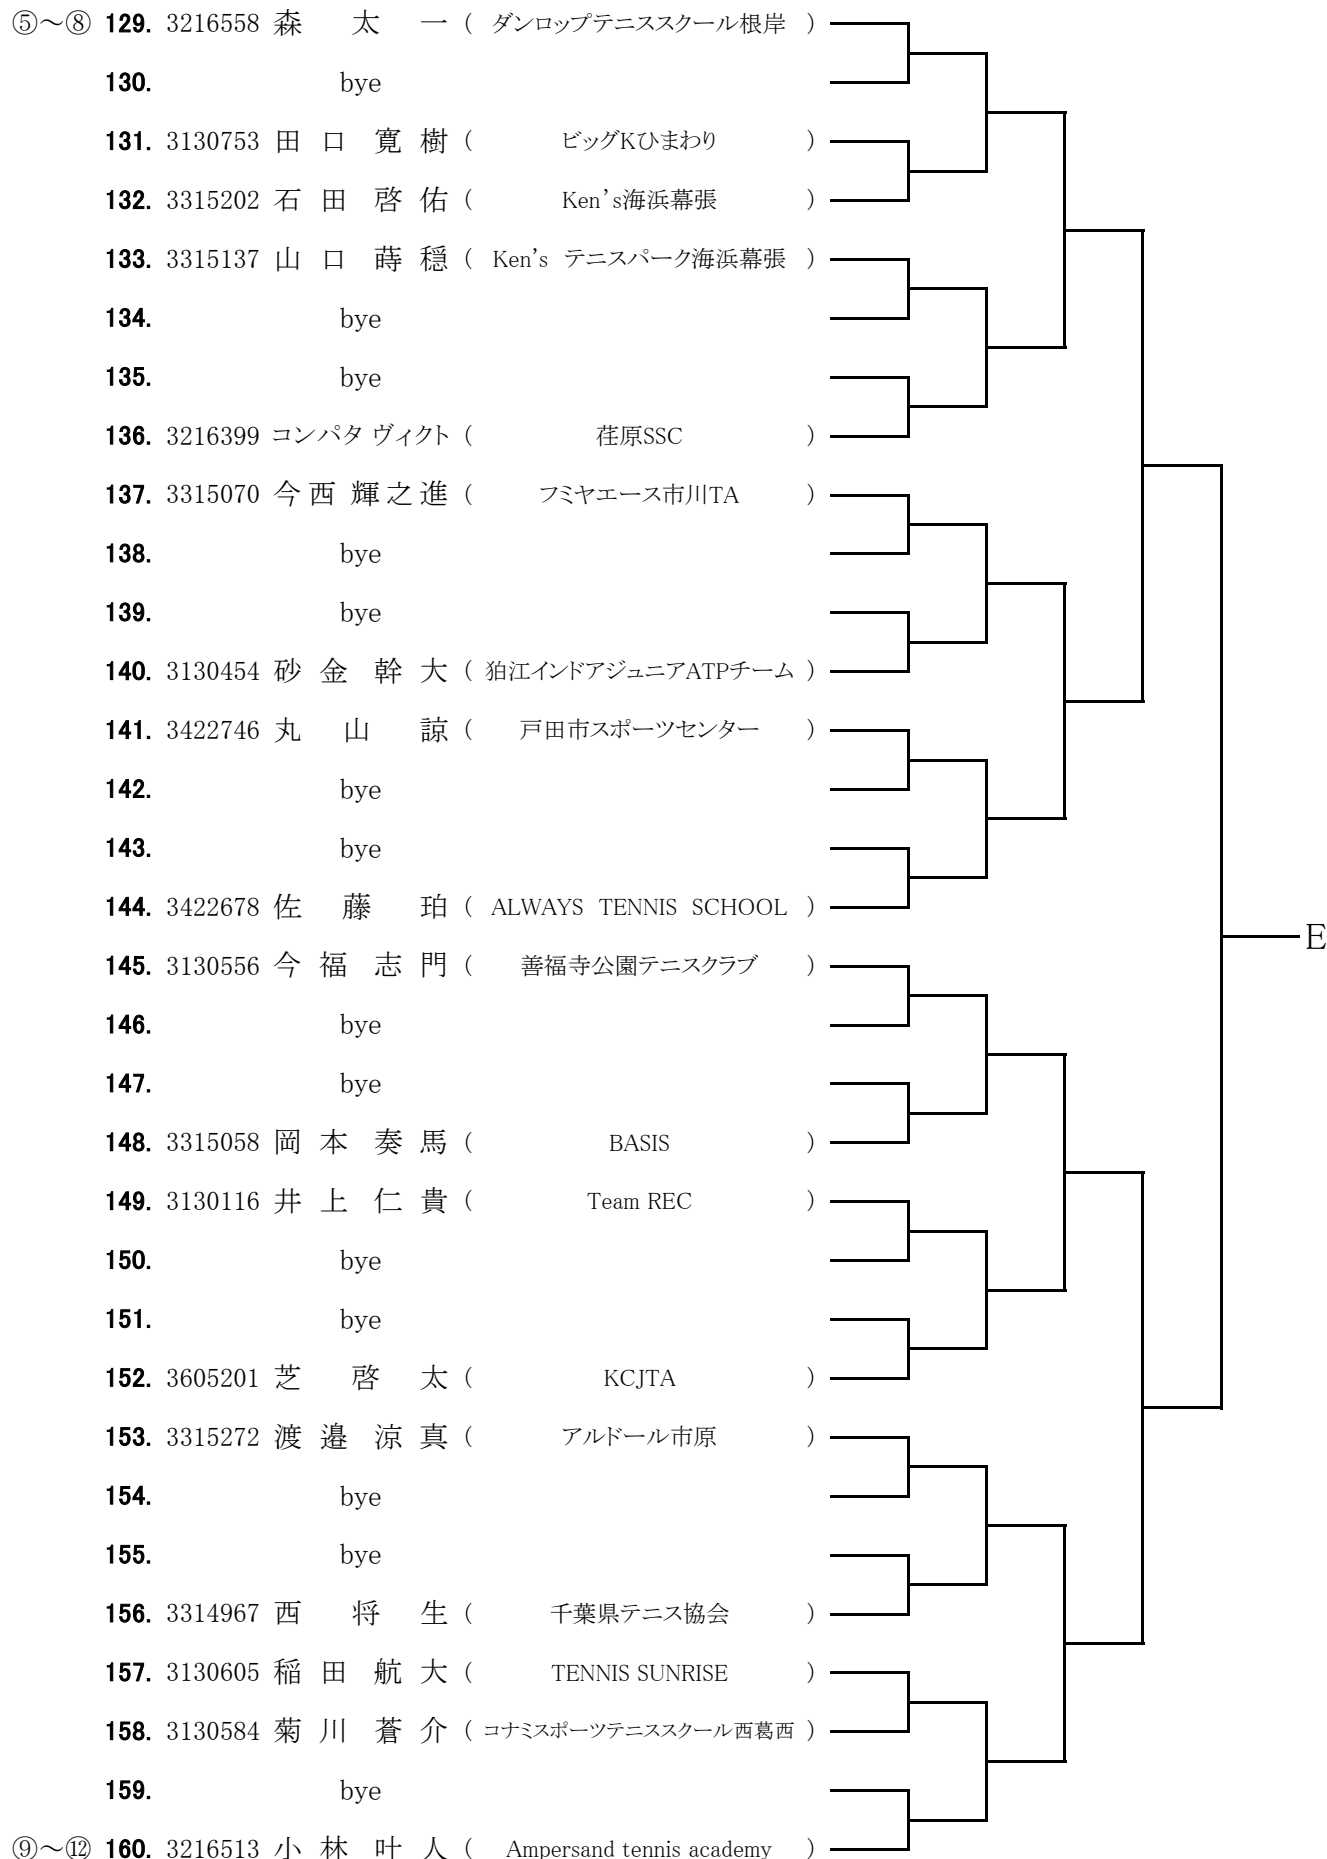 ⑤～⑧ 129. 3216558 森 太 一 ( ダンロップテニススクール根岸 )
130. bye
131. 3130753 田 口 寛 樹 ( ビッグKひまわり )
132. 3315202 石 田 啓 佑 ( Ken's海浜幕張 )
133. 3315137 山 口 蒔 穏 ( Ken's テニスパーク海浜幕張 )
134. bye
135. bye
136. 3216399 コンパタ ヴィクト ( 荏原SSC )
137. 3315070 今 西 輝 之 進 ( フミヤエース市川TA )
138. bye
139. bye
140. 3130454 砂 金 幹 大 ( 狛江インドアジュニアATPチーム )
141. 3422746 丸 山 諒 ( 戸田市スポーツセンター )
142. bye
143. bye
144. 3422678 佐 藤 珀 ( ALWAYS TENNIS SCHOOL )
E
145. 3130556 今 福 志 門 ( 善福寺公園テニスクラブ )
146. bye
147. bye
148. 3315058 岡 本 奏 馬 ( BASIS )
149. 3130116 井 上 仁 貴 ( Team REC )
150. bye
151. bye
152. 3605201 芝 啓 太 ( KCJTA )
153. 3315272 渡 邉 涼 真 ( アルドール市原 )
154. bye
155. bye
156. 3314967 西 将 生 ( 千葉県テニス協会 )
157. 3130605 稲 田 航 大 ( TENNIS SUNRISE )
158. 3130584 菊 川 蒼 介 ( コナミスポーツテニススクール西葛西 )
159. bye
⑨～⑫ 160. 3216513 小 林 叶 人 ( Ampersand tennis academy )